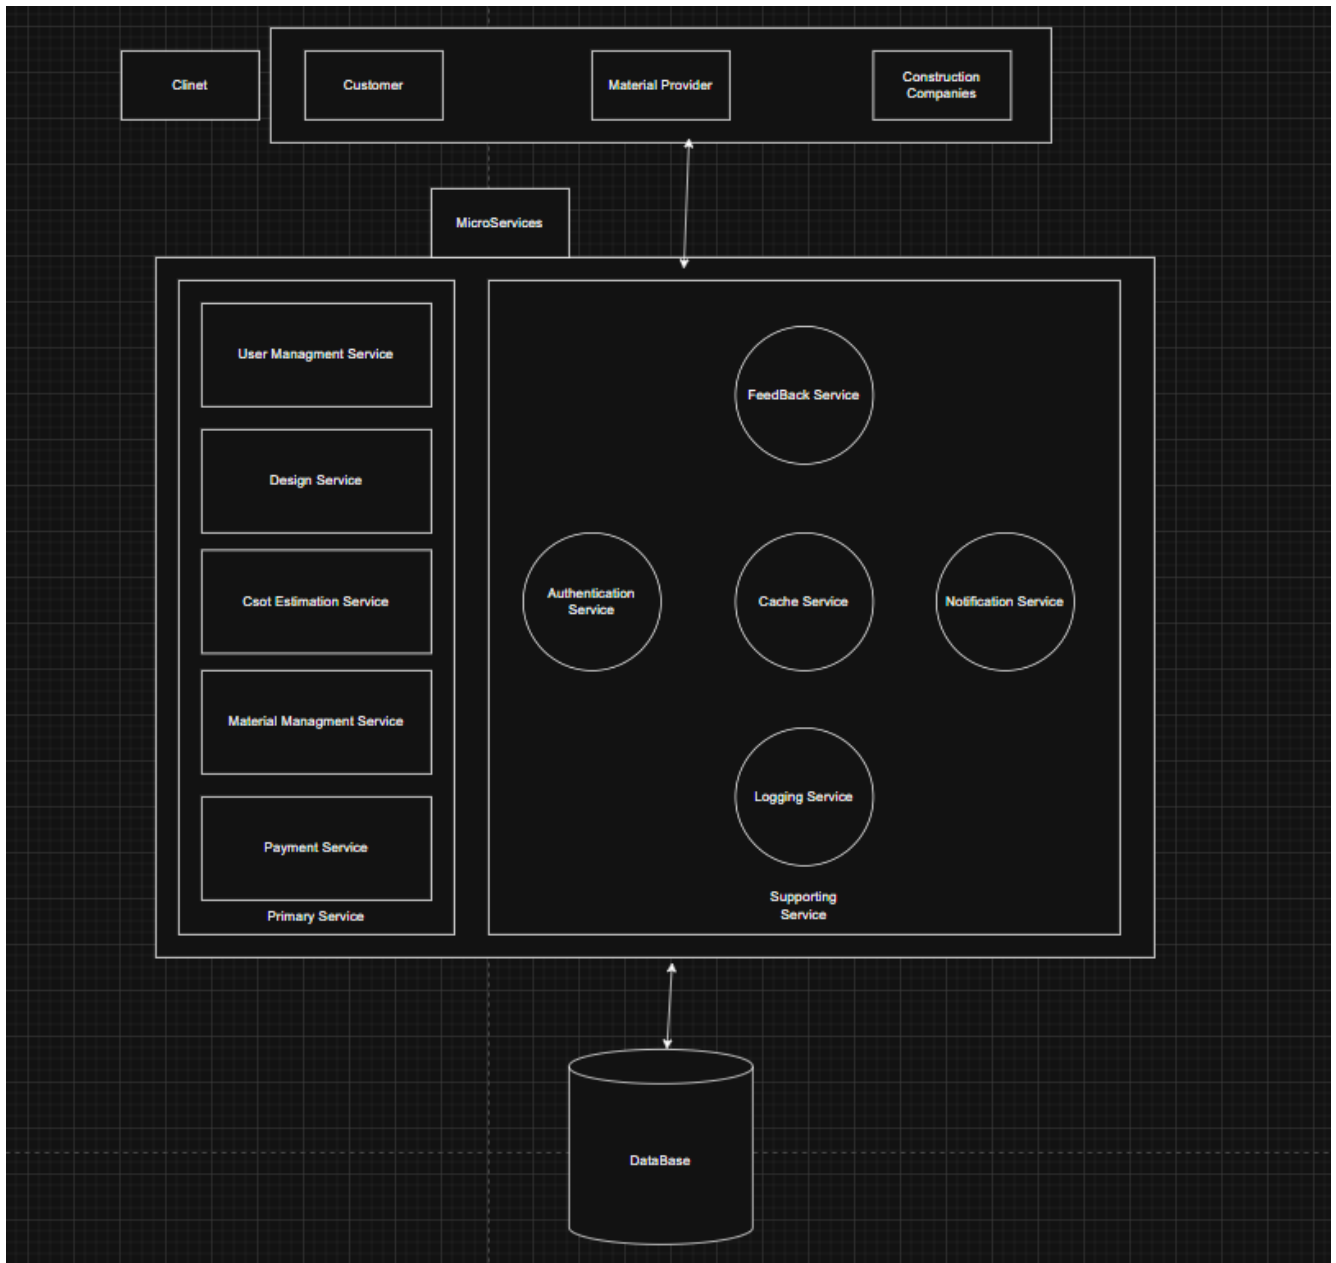 Clinet
Customer
Material Provider
Construction
Companies
MicroServices
User Managment Service
Design Service
Csot Estimation Service
Material Managment Service
Payment Service
Primary Service
FeedBack Service
Authentication
Service
Cache Service
Notification Service
Logging Service
Supporting
Service
DataBase